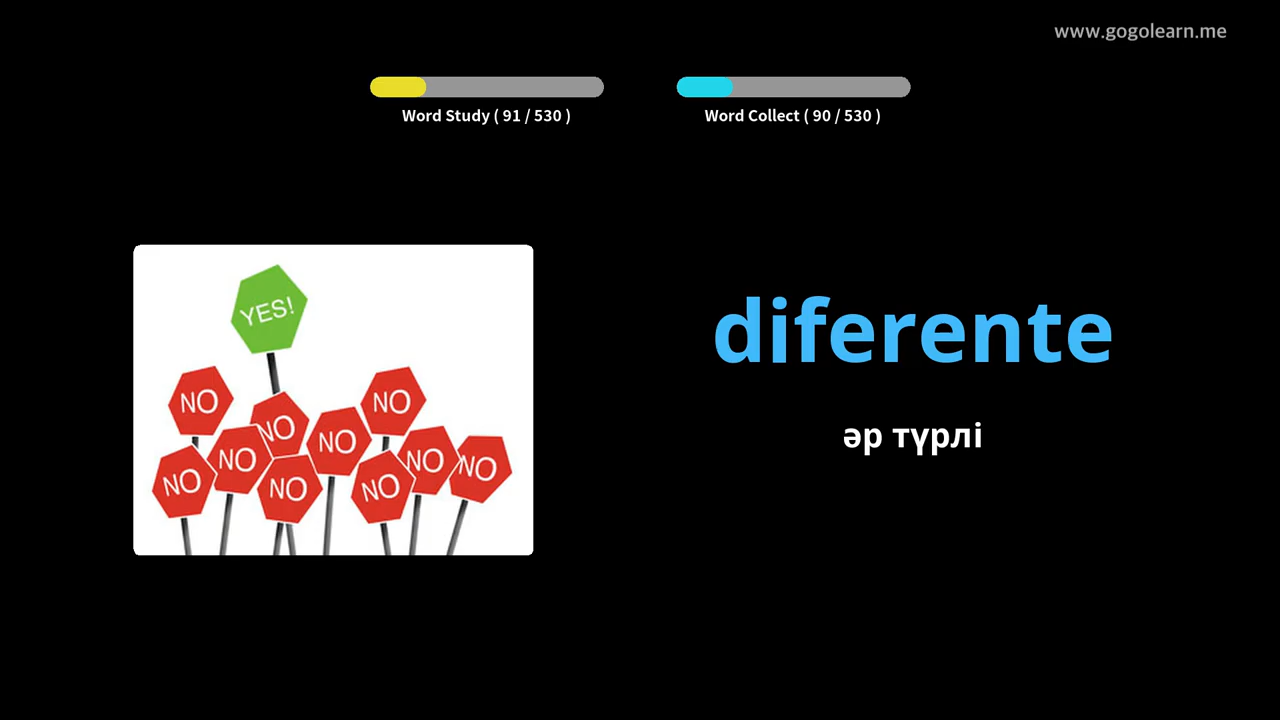 www.gogolearn.me
Word Study ( 91 / 530 )
Word Collect ( 90 / 530 )
YES!
NO
NO
NO
NO
NO
NO
NO
NO
NO
NO
diferente
әр түрлі